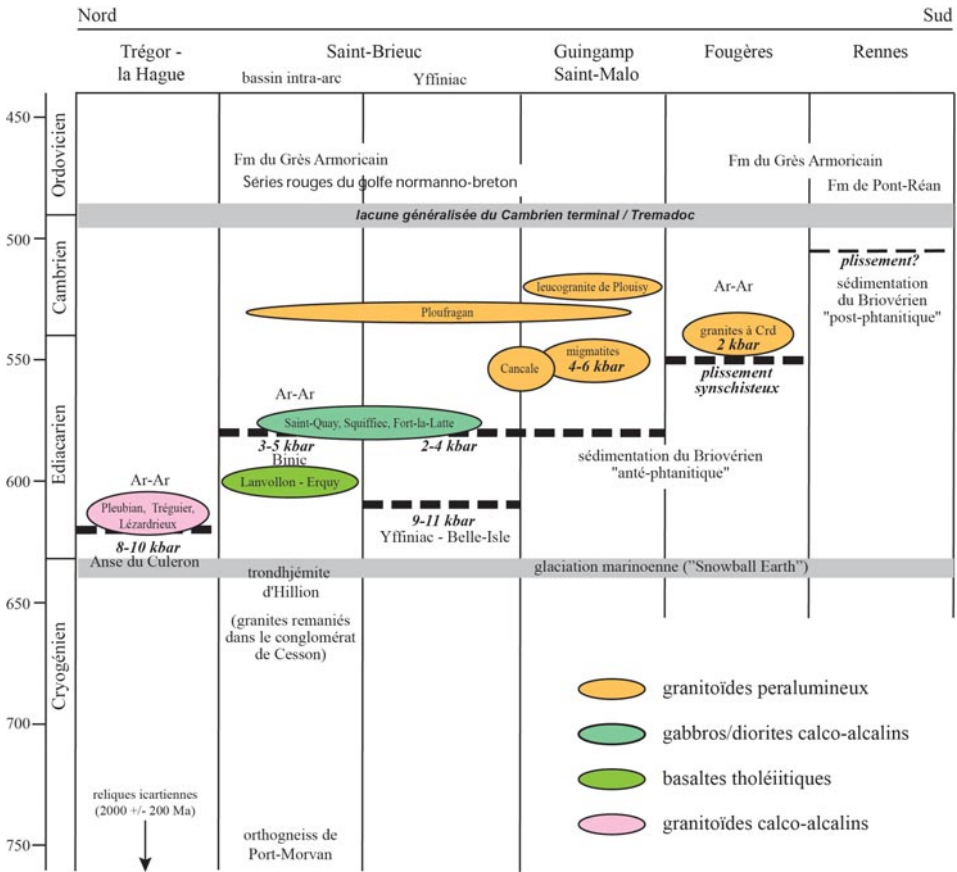 Nord
Sud
Trégor -
la Hague
Saint-Brieuc
bassin intra-arc
Yffiniac
Guingamp
Saint-Malo
Fougères
Rennes
450
500
550
600
650
700
750
Ordovicien
Cambrien
Ediacarien
Cryogénien
Fm du Grès Armoricain
Séries rouges du golfe normanno-breton
Fm du Grès Armoricain
Fm de Pont-Réan
lacune généralisée du Cambrien terminal / Tremadoc
plissement?
sédimentation
du Briovérien
"post-phtanitique"
leucogranite de Plouisy
Ploufragan
Ar-Ar
granites à Crd
2 kbar
plissement
synschisteux
Cancale
migmatites
4-6 kbar
Ar-Ar
Saint-Quay, Squiffiec, Fort-la-Latte
3-5 kbar
2-4 kbar
Binic
Lanvollon - Erquy
sédimentation du Briovérien
"anté-phtanitique"
Ar-Ar
Pleubian, Tréguier,
Lézardrieux
8-10 kbar
Anse du Culeron
9-11 kbar
Yffiniac - Belle-Isle
glaciation marinoenne ("Snowball Earth")
trondhjémite
d'Hillion
(granites remaniés
dans le conglomérat
de Cesson)
reliques icartiennes
(2000 +/- 200 Ma)
orthogneiss de
Port-Morvan
granitoïdes peralumineux
gabbros/diorites calco-alcalins
basaltes tholéiitiques
granitoïdes calco-alcalins